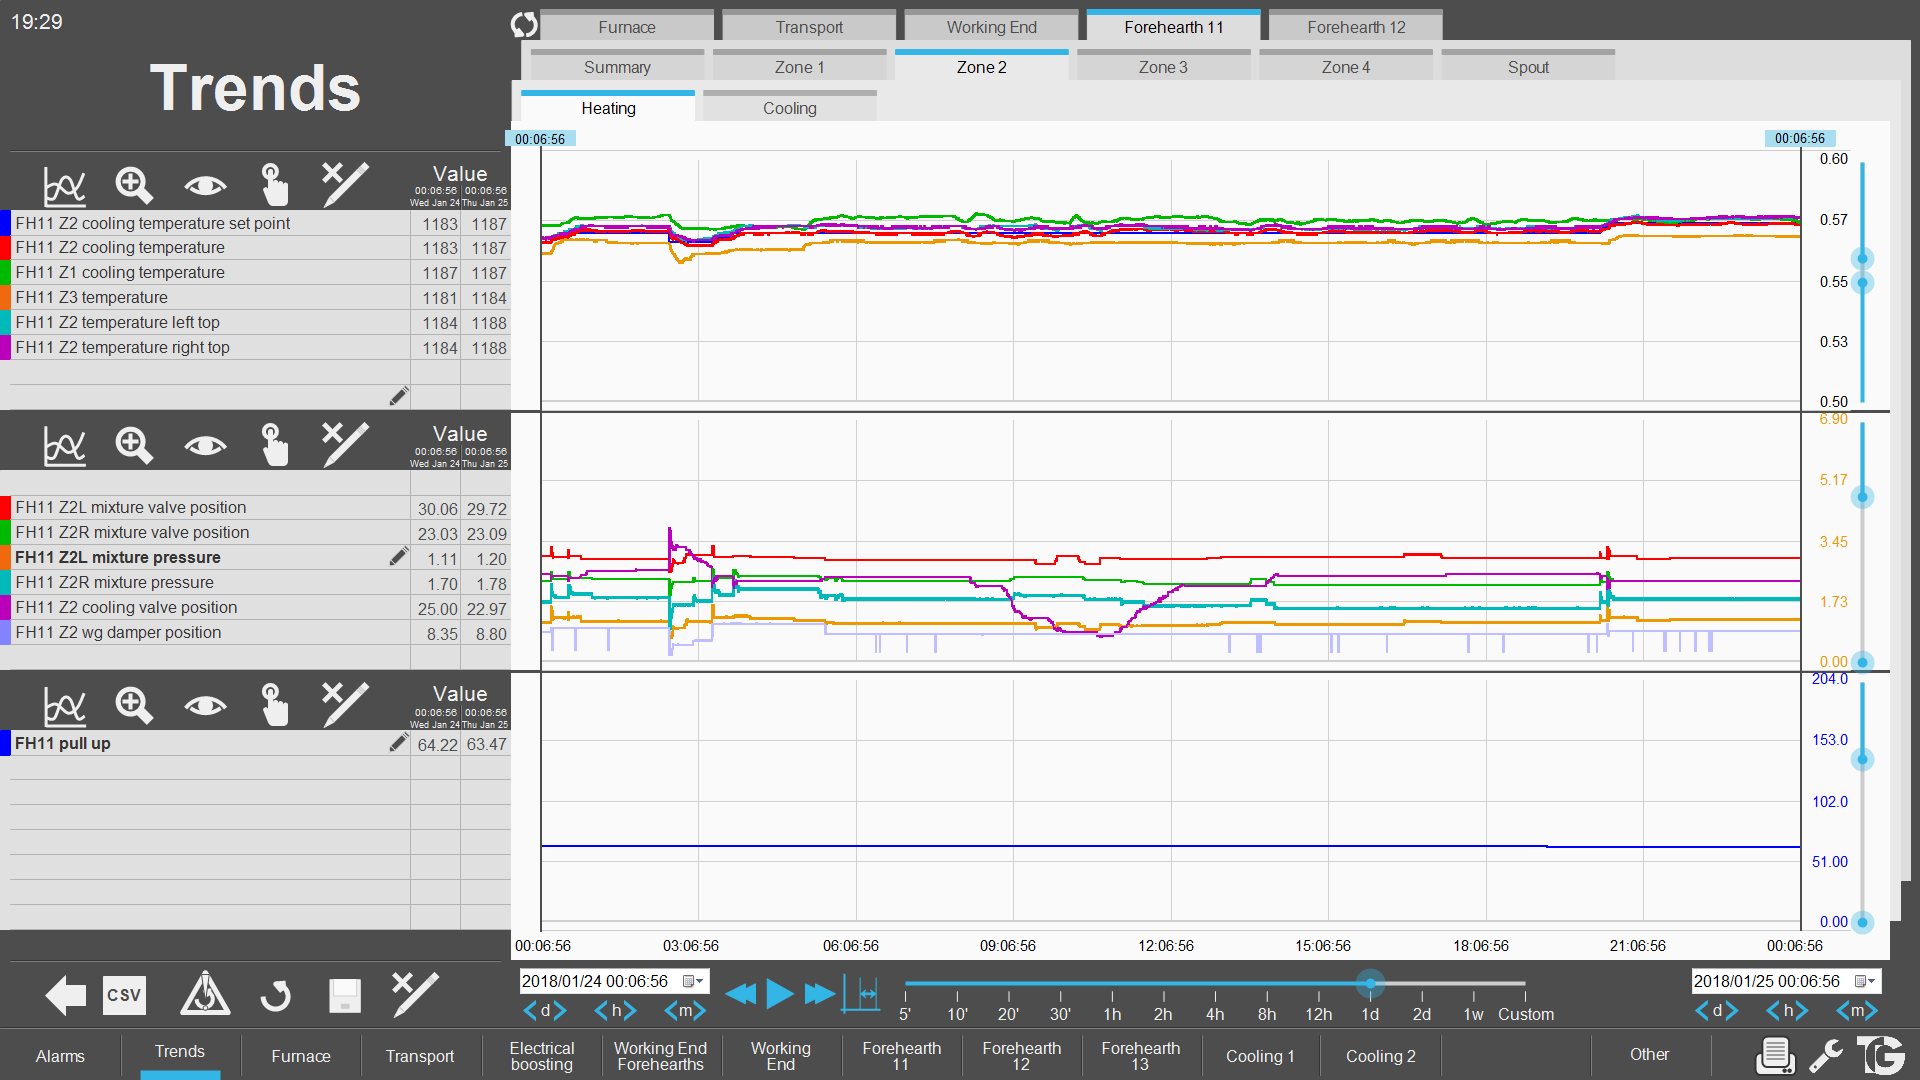 19:29
Trends
Furnace
Transport
Working End
Forehearth 11
Forehearth 12
Summary
Zone 1
Zone 2
Zone 3
Zone 4
Spout
Heating
Cooling
Value
00:06:56 00:06:56
Wed Jan 24 Thu Jan 25
FH11 Z2 cooling temperature set point 1183 1187
FH11 Z2 cooling temperature 1183 1187
FH11 Z1 cooling temperature 1187 1187
FH11 Z3 temperature 1181 1184
FH11 Z2 temperature left top 1184 1188
FH11 Z2 temperature right top 1184 1188
00:06:56
00:06:56
0.60
0.57
0.55
0.53
0.50
Value
00:06:56 00:06:56
Wed Jan 24 Thu Jan 25
FH11 Z2L mixture valve position 30.06 29.72
FH11 Z2R mixture valve position 23.03 23.09
FH11 Z2L mixture pressure 1.11 1.20
FH11 Z2R mixture pressure 1.70 1.78
FH11 Z2 cooling valve position 25.00 22.97
FH11 Z2 wg damper position 8.35 8.80
6.90
5.17
3.45
1.73
0.00
Value
00:06:56 00:06:56
Wed Jan 24 Thu Jan 25
FH11 pull up 64.22 63.47
204.0
153.0
102.0
51.00
0.00
00:06:56 03:06:56 06:06:56 09:06:56 12:06:56 15:06:56 18:06:56 21:06:56 00:06:56
CSV
2018/01/24 00:06:56
d h m
5' 10' 20' 30' 1h 2h 4h 8h 12h 1d 2d 1w Custom
2018/01/25 00:06:56
d h m
Alarms
Trends
Furnace
Transport
Electrical
boosting
Working End
Forehearths
Working
End
Forehearth
11
Forehearth
12
Forehearth
13
Cooling 1
Cooling 2
Other
TG